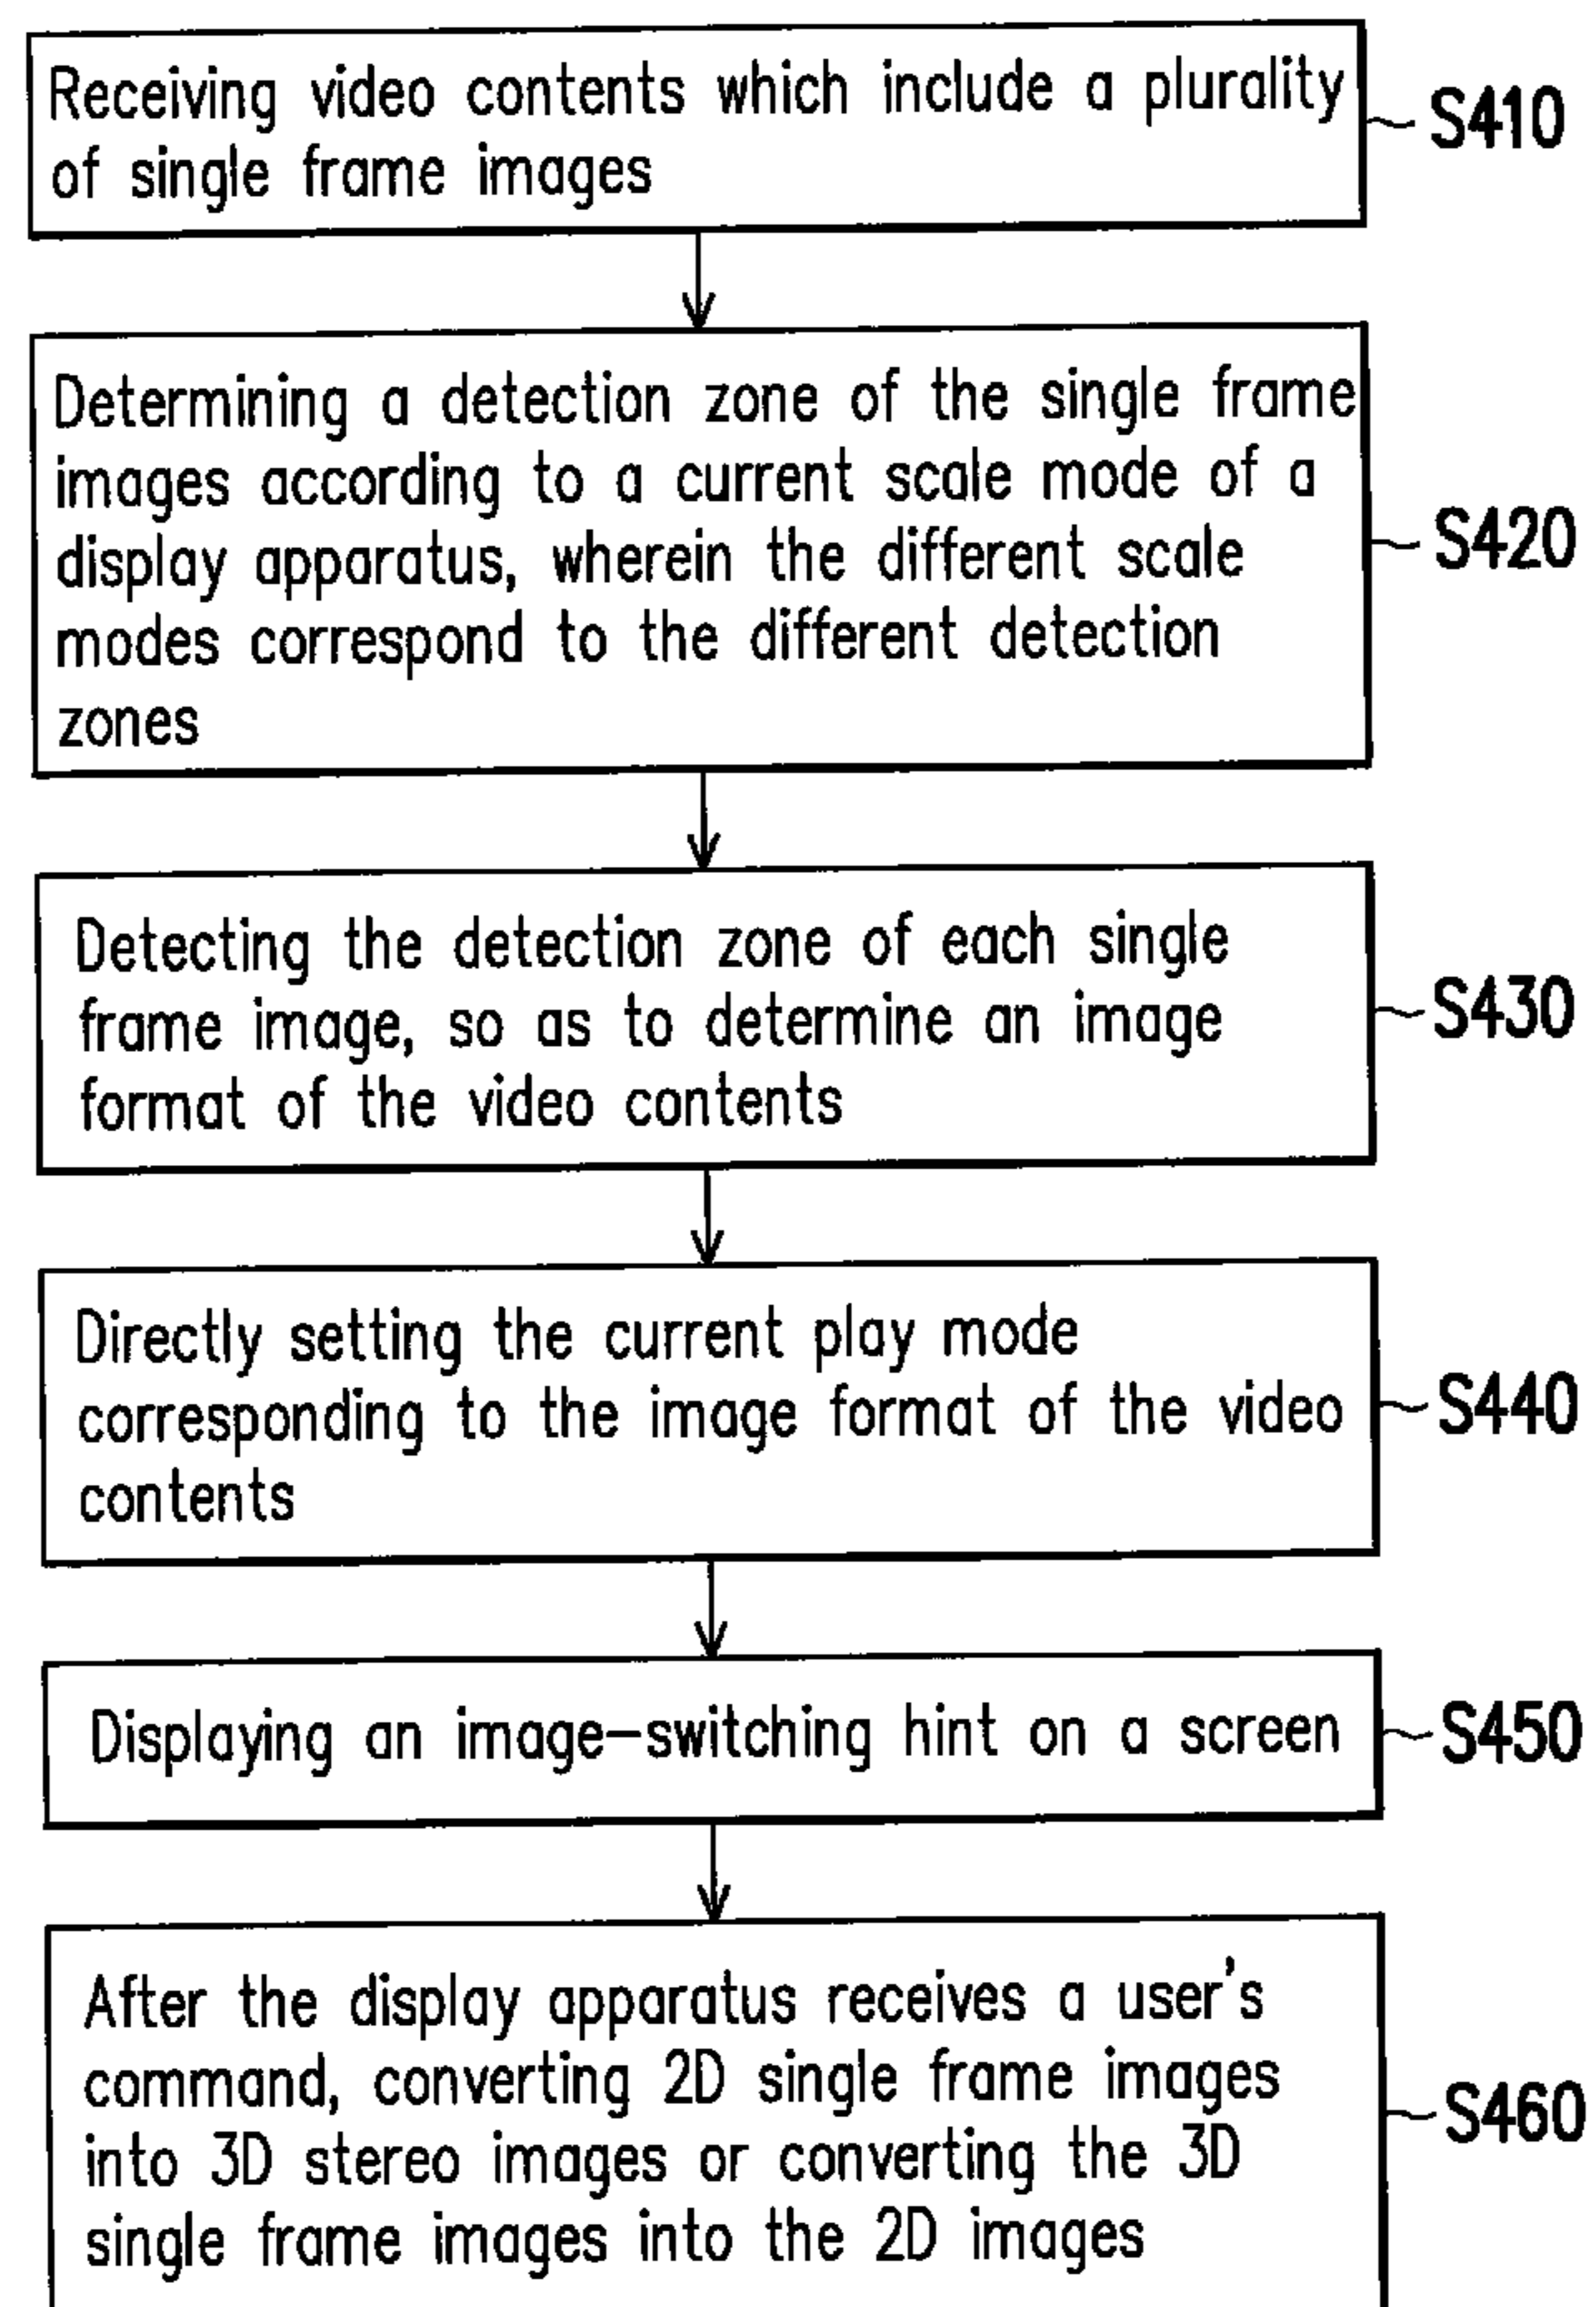 Receiving video contents which include a plurality
of single frame images
S410
Determining a detection zone of the single frame
images according to a current scale mode of a
display apparatus, wherein the different scale
modes correspond to the different detection
zones
S420
Detecting the detection zone of each single
frame image, so as to determine an image
format of the video contents
S430
Directly setting the current play mode
corresponding to the image format of the video
contents
S440
Displaying an image-switching hint on a screen
S450
After the display apparatus receives a user's
command, converting 2D single frame images
into 3D stereo images or converting the 3D
single frame images into the 2D images
S460